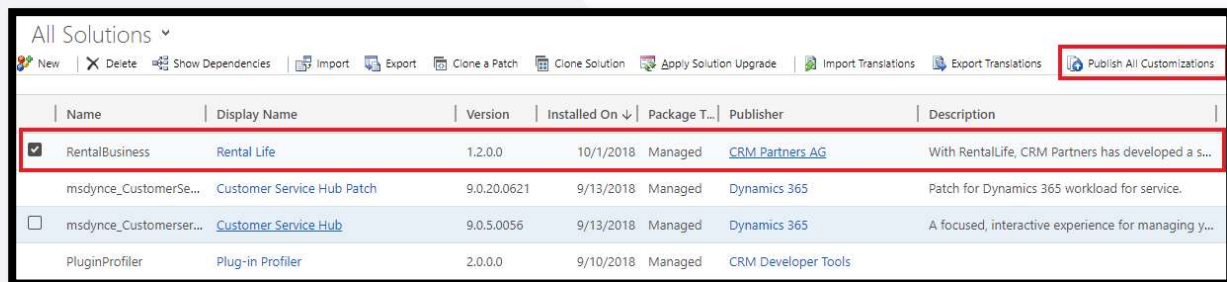 All Solutions
New Delete Show Dependencies Import Export Clone a Patch Clone Solution Apply Solution Upgrade Import Translations Export Translations Publish All Customizations
Name Display Name Version Installed On ↓ Package T... Publisher Description
RentalBusiness Rental Life 1.2.0.0 10/1/2018 Managed CRM Partners AG With RentalLife, CRM Partners has developed a s...
msdynce_CustomerSe... Customer Service Hub Patch 9.0.20.0621 9/13/2018 Managed Dynamics 365 Patch for Dynamics 365 workload for service.
msdynce_Customerser... Customer Service Hub 9.0.5.0056 9/13/2018 Managed Dynamics 365 A focused, interactive experience for managing y...
PluginProfiler Plug-in Profiler 2.0.0.0 9/10/2018 Managed CRM Developer Tools